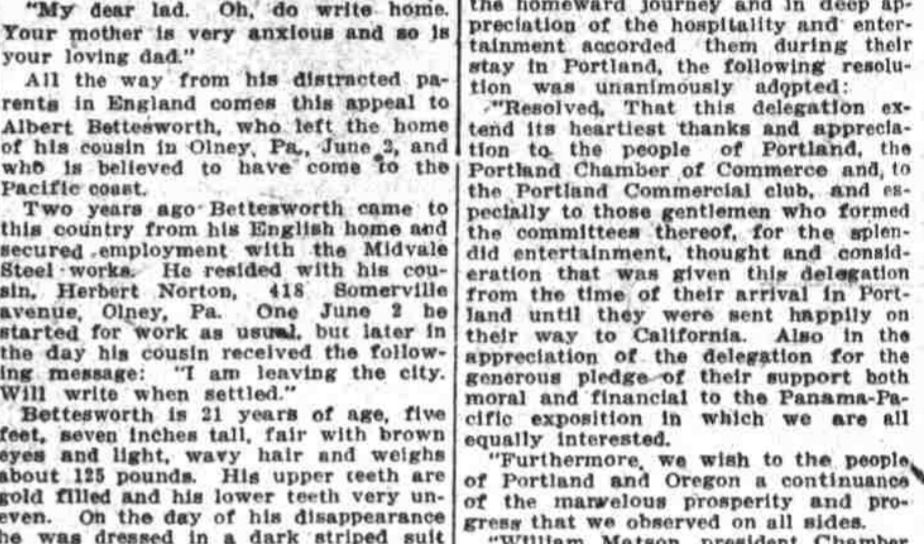 "My dear lad. Oh, do write home.
Your mother is very anxious and so is
your loving dad."
All the way from his distracted pa-
rents in England comes this appeal to
Albert Bettesworth, who left the home
of his cousin in Olney, Pa., June 2, and
who is believed to have come to the
Pacific coast.
Two years ago Bettesworth came to
this country from his English home and
secured employment with the Midvale
Steel works. He resided with his cou-
sin, Herbert Norton, 418 Somerville
avenue, Olney, Pa. One June 2 he
started for work as usual, but later in
the day his cousin received the follow-
ing message: "I am leaving the city.
Will write when settled."
Bettesworth is 21 years of age, five
feet, seven inches tall, fair with brown
eyes and light, wavy hair and weighs
about 125 pounds. His upper teeth are
gold filled and his lower teeth very un-
even. On the day of his disappearance
he was dressed in a dark striped suit
the homeward journey and in deep ap-
preciation of the hospitality and enter-
tainment accorded them during their
stay in Portland, the following resolu-
tion was unanimously adopted:
"Resolved, That this delegation ex-
tend its heartiest thanks and apprecia-
tion to the people of Portland, the
Portland Chamber of Commerce and, to
the Portland Commercial club, and es-
pecially to those gentlemen who formed
the committees thereof, for the splen-
did entertainment, thought and consid-
eration that was given this delegation
from the time of their arrival in Port-
land until they were sent happily on
their way to California. Also in the
appreciation of the delegation for the
generous pledge of their support both
moral and financial to the Panama-Pa-
cific exposition in which we are all
equally interested.
"Furthermore, we wish to the people
of Portland and Oregon a continuance
of the marvelous prosperity and pro-
gress that we observed on all sides.
"William Matson, president Chamber